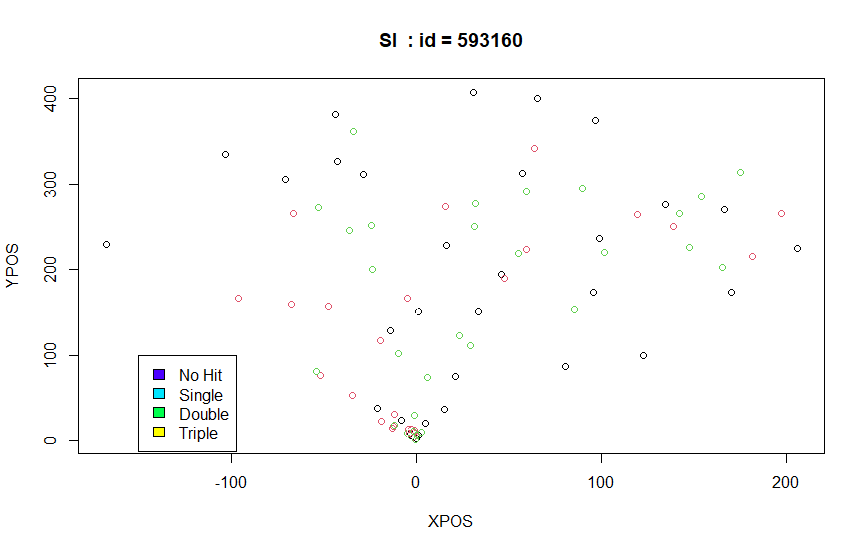 SI : id = 593160
YPOS
400
300
200
100
0
No Hit
Single
Double
Triple
-100
0
100
200
XPOS